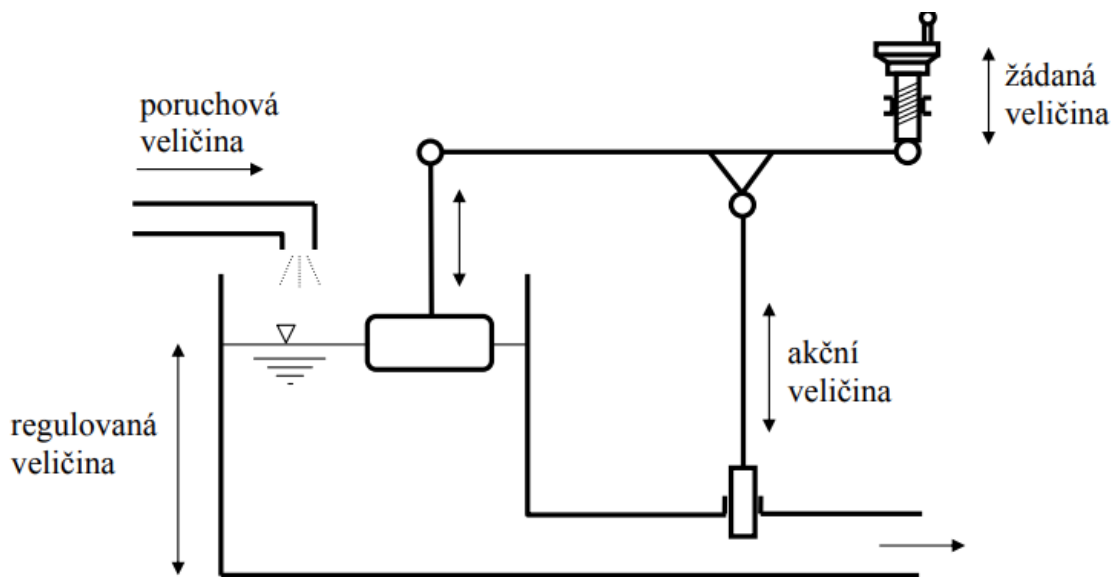 poruchová
veličina
žádaná
veličina
akční
veličina
regulovaná
veličina